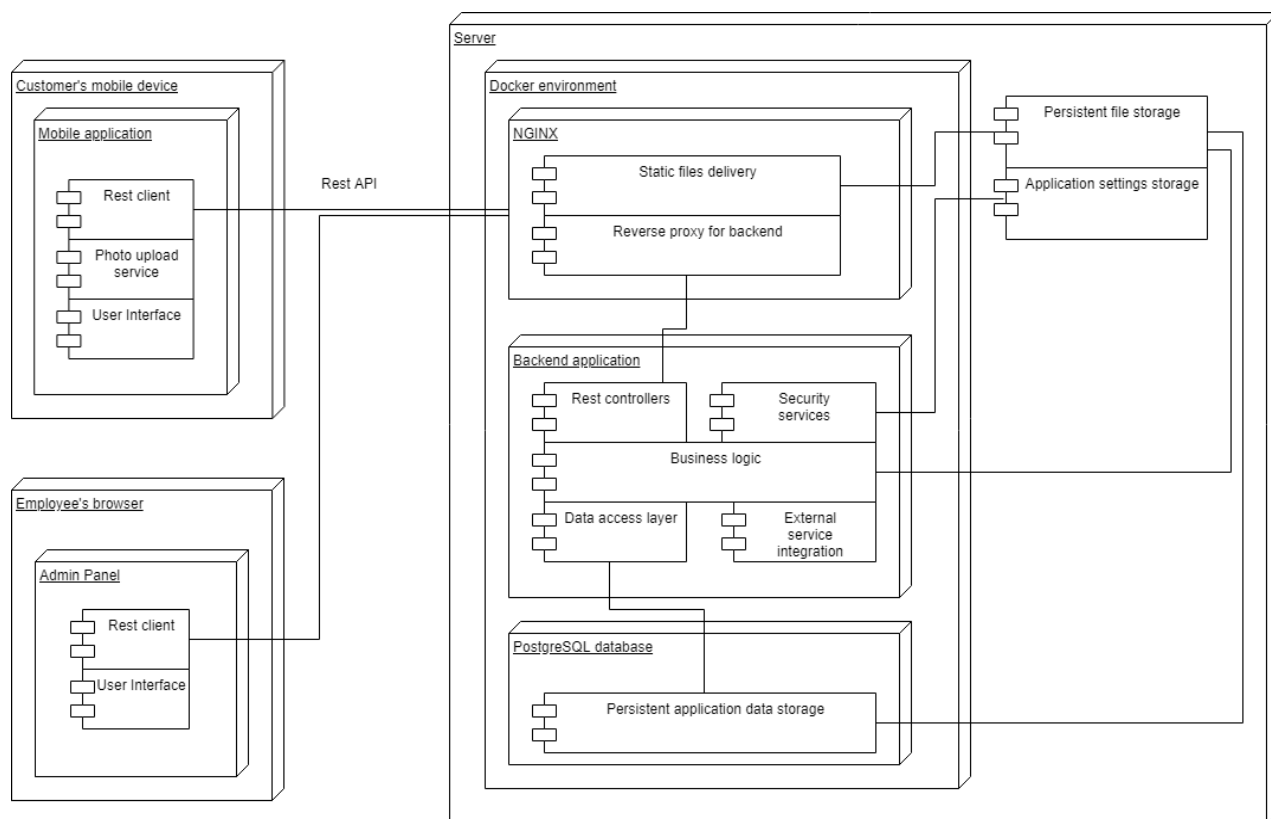 Server
Customer's mobile device
Docker environment
Mobile application
NGINX
Persistent file storage
Static files delivery
Rest API
Rest client
Application settings storage
Reverse proxy for backend
Photo upload
service
User Interface
Backend application
Rest controllers
Security
services
Business logic
Employee's browser
Data access layer
External
service
integration
Admin Panel
Rest client
PostgreSQL database
User Interface
Persistent application data storage